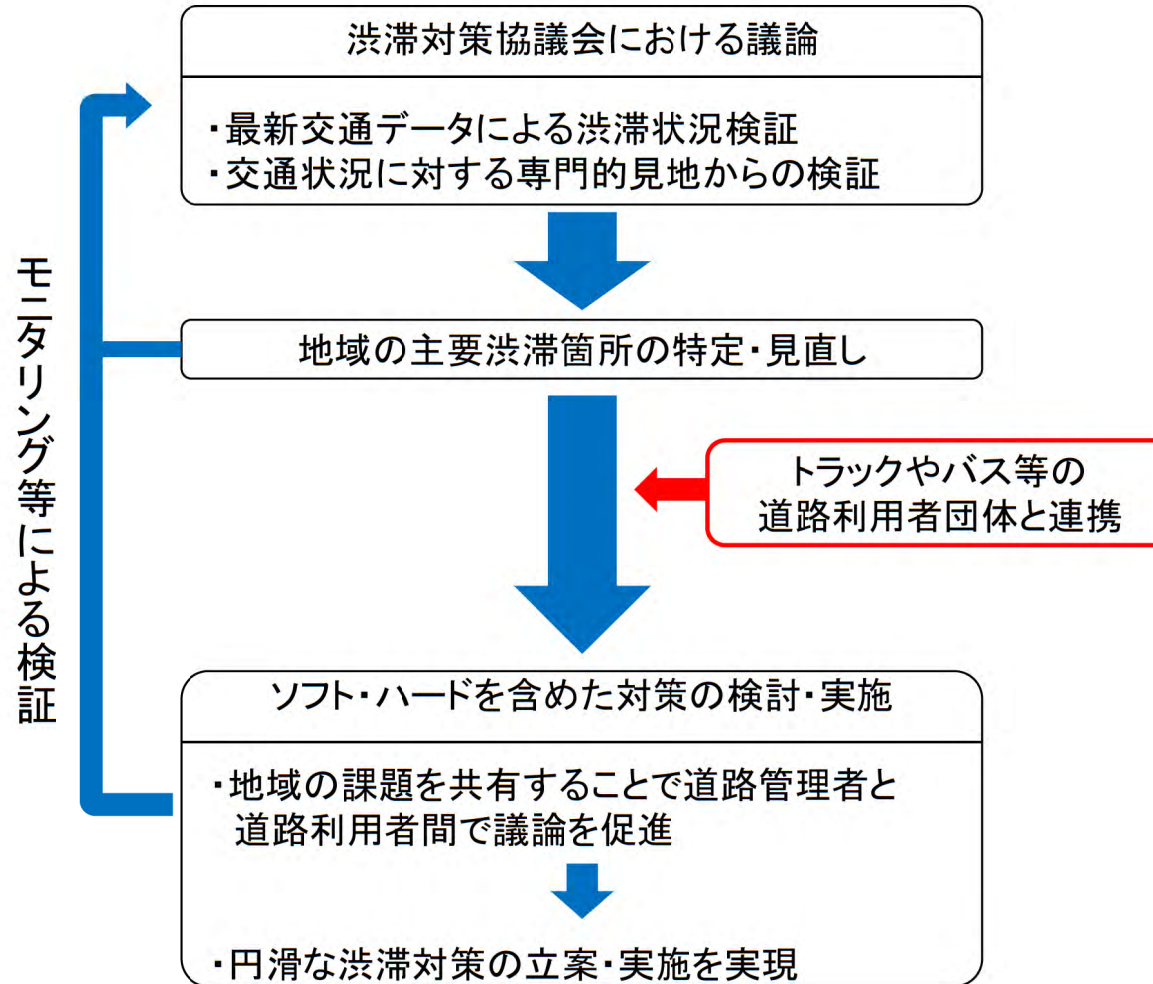 渋滞対策協議会における議論
・最新交通データによる渋滞状況検証
・交通状況に対する専門的見地からの検証
地域の主要渋滞箇所の特定・見直し
トラックやバス等の
道路利用者団体と連携
モニタリング等による検証
ソフト・ハードを含めた対策の検討・実施
・地域の課題を共有することで道路管理者と
道路利用者間で議論を促進
・円滑な渋滞対策の立案・実施を実現